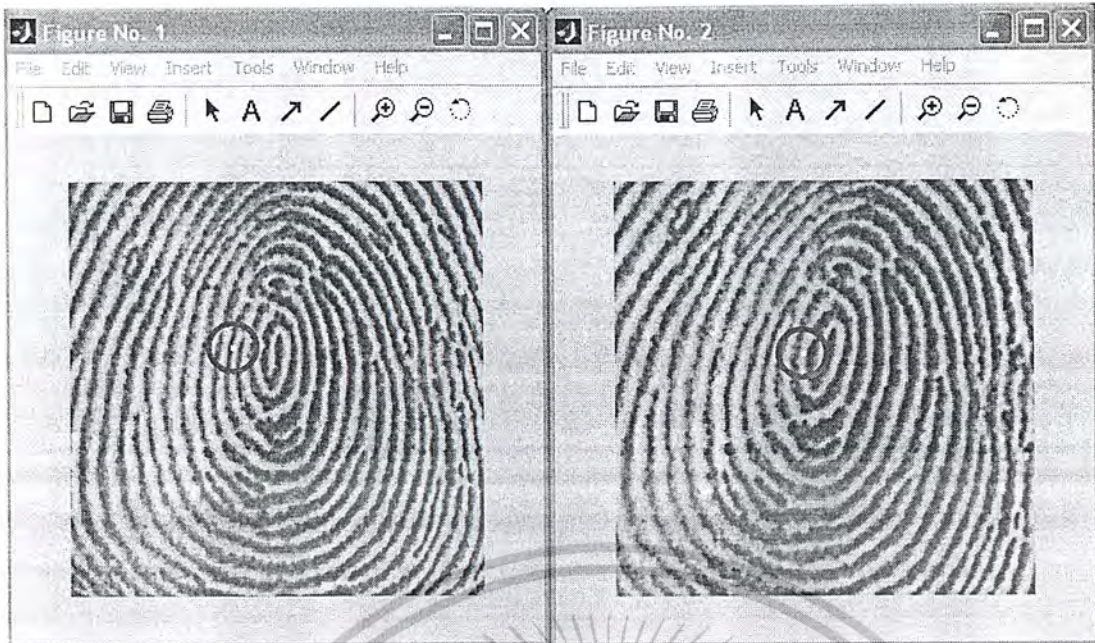 Figure No. 1
File Edit View Insert Tools Window Help
A
Figure No. 2
File Edit View Insert Tools Window Help
A